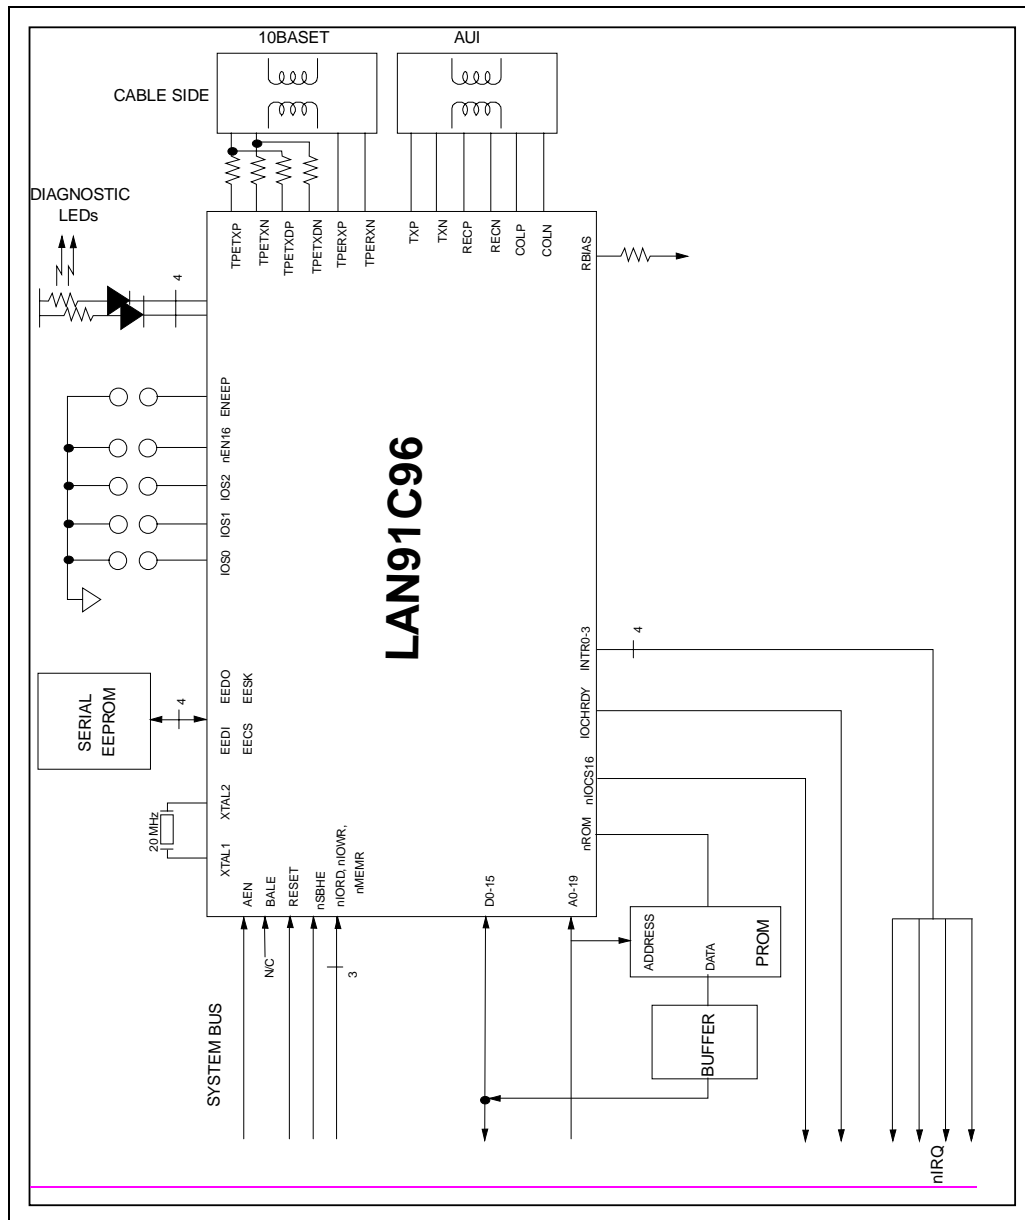 10BASET
AUI
CABLE SIDE
DIAGNOSTIC
LEDs
4
TPETXP
TPETXN
TPETXDP
TPETXDN
TPERXP
TPERXN
TXP
TXN
RECP
RECN
COLP
COLN
RBIAS
ENEEP
nEN16
IOS2
IOS1
IOS0
LAN91C96
SERIAL
EEPROM
4
EEDO
EESK
EEDI
EECS
20 MHz
XTAL2
XTAL1
INTR0-3
4
IOCHRDY
nIOCS16
nROM
AEN
BALE
RESET
nSBHE
nIORD, nIOWR,
nMEMR
D0-15
A0-19
N/C
3
SYSTEM BUS
ADDRESS
DATA
PROM
BUFFER
nIRQ